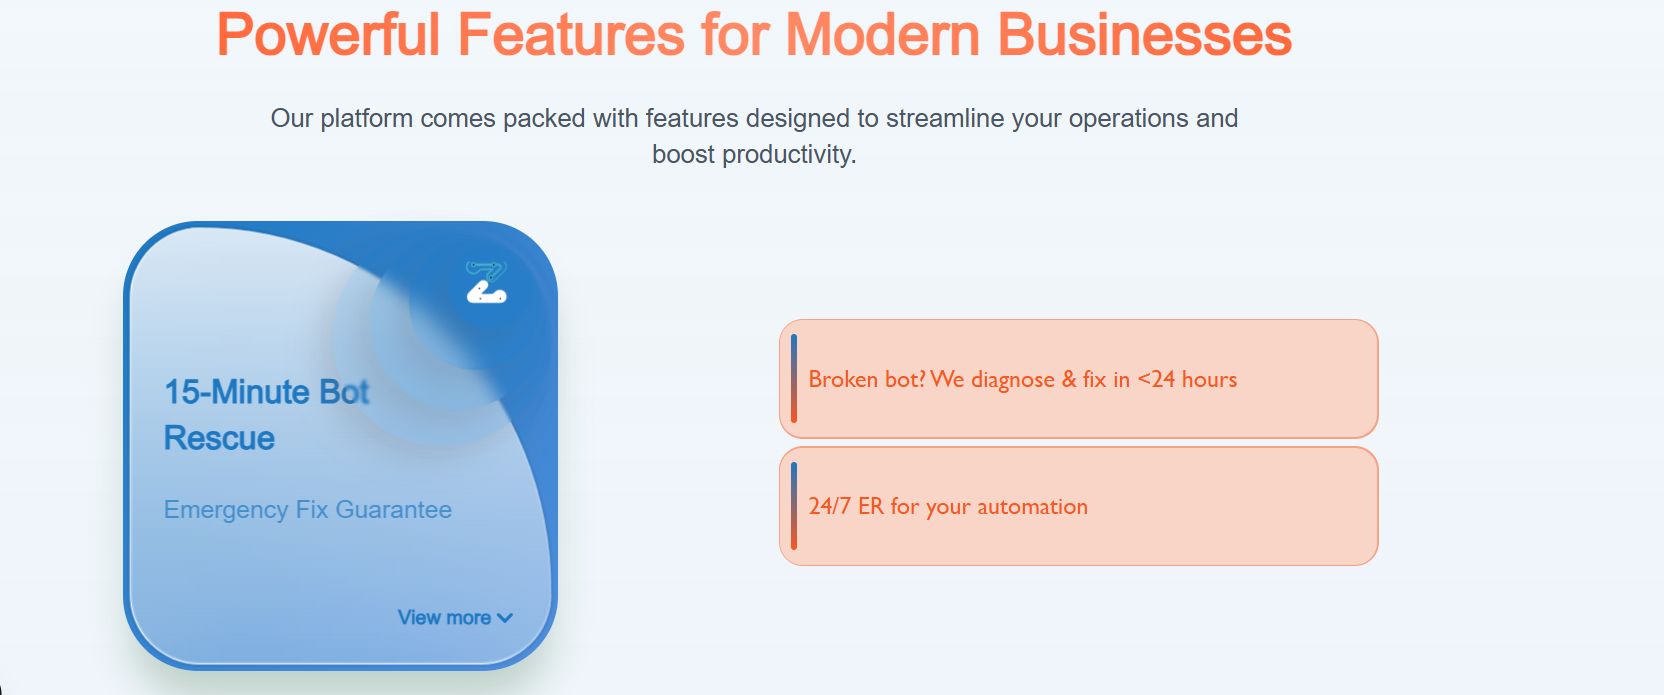 Powerful Features for Modern Businesses
Our platform comes packed with features designed to streamline your operations and
boost productivity.
15-Minute Bot
Rescue
Emergency Fix Guarantee
View more
Broken bot? We diagnose & fix in <24 hours
24/7 ER for your automation